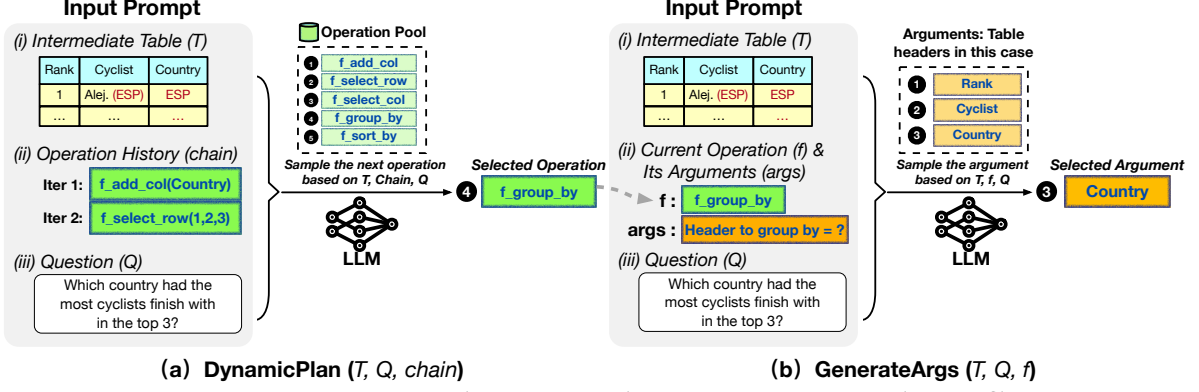 Input Prompt
(i) Intermediate Table (T)
Rank Cyclist Country
1 Alej. (ESP) ESP
... ... ...
(ii) Operation History (chain)
Iter 1: f_add_col(Country)
Iter 2: f_select_row(1,2,3)
(iii) Question (Q)
Which country had the
most cyclists finish with
in the top 3?
Operation Pool
1 f_add_col
2 f_select_row
3 f_select_col
4 f_group_by
5 f_sort_by
Sample the next operation
based on T, Chain, Q
LLM
Selected Operation
4 f_group_by
(a) DynamicPlan (T, Q, chain)
Input Prompt
(i) Intermediate Table (T)
Rank Cyclist Country
1 Alej. (ESP) ESP
... ... ...
(ii) Current Operation (f) &
Its Arguments (args)
f : f_group_by
args : Header to group by = ?
(iii) Question (Q)
Which country had the
most cyclists finish with
in the top 3?
Arguments: Table
headers in this case
1 Rank
2 Cyclist
3 Country
Sample the argument
based on T, f, Q
LLM
Selected Argument
3 Country
(b) GenerateArgs (T, Q, f)